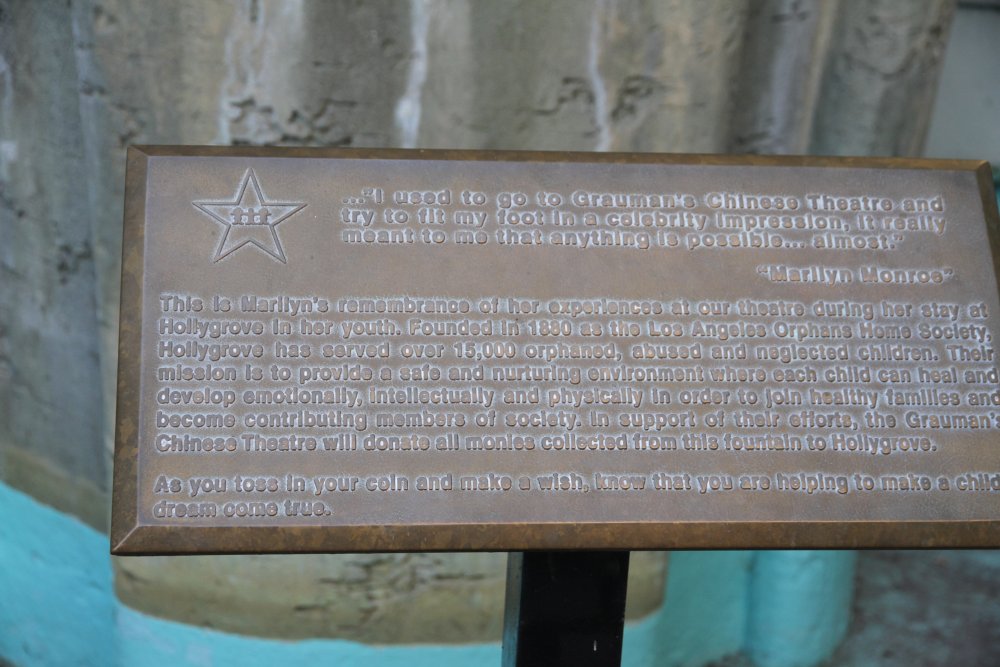 ..."I used to go to Grauman's Chinese Theatre and
try to fit my foot in a celebrity impression, it really
meant to me that anything is possible... almost."
"Marilyn Monroe"
This is Marilyn's remembrance of her experiences at our theatre during her stay at
Hollygrove in her youth. Founded in 1880 as the Los Angeles Orphans Home Society,
Hollygrove has served over 15,000 orphaned, abused and neglected children. Their
mission is to provide a safe and nurturing environment where each child can heal and
develop emotionally, intellectually and physically in order to join healthy families and
become contributing members of society. In support of their efforts, the Grauman's
Chinese Theatre will donate all monies collected from this fountain to Hollygrove.
As you toss in your coin and make a wish, know that you are helping to make a child
dream come true.